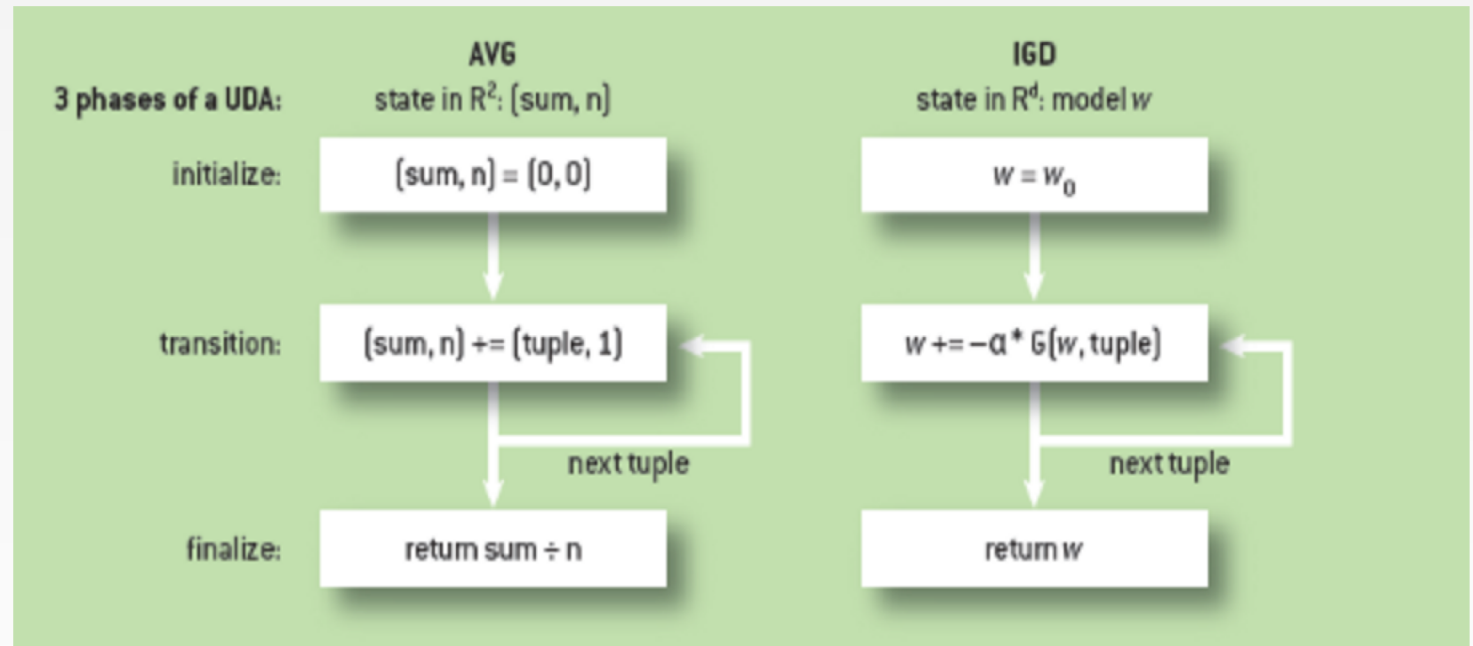 AVG IGD
3 phases of a UDA: state in R²: (sum, n) state in Rᵈ: model w
initialize: (sum, n) = (0, 0) w = w₀
transition: (sum, n) += (tuple, 1) w += −α* G(w, tuple)
next tuple next tuple
finalize: return sum ÷ n return w